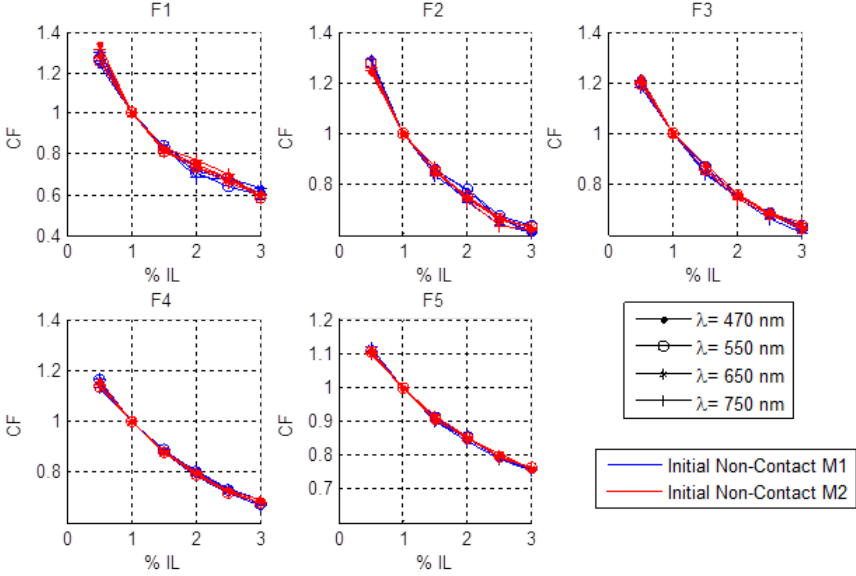 F1
F2
F3
1.4
1.2
1
0.8
0.6
0.4
CF
0
1
2
3
% IL
1.4
1.2
1
0.8
CF
0
1
2
3
% IL
1.4
1.2
1
0.8
CF
0
1
2
3
% IL
F4
F5
1.4
1.2
1
0.8
CF
0
1
2
3
% IL
1.2
1.1
1
0.9
0.8
0.7
CF
0
1
2
3
% IL
λ= 470 nm
λ= 550 nm
λ= 650 nm
λ= 750 nm
Initial Non-Contact M1
Initial Non-Contact M2